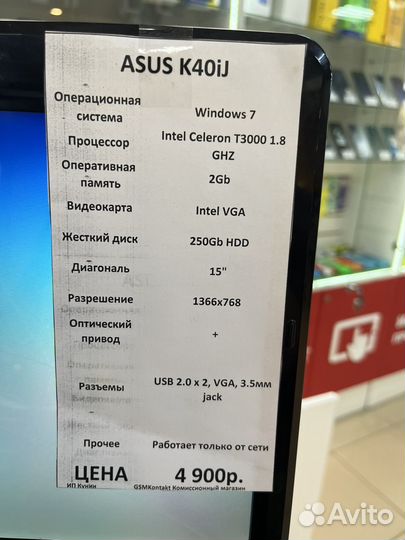 ASUS K40iJ
Операционная система Windows 7
Процессор Intel Celeron T3000 1.8 GHZ
Оперативная память 2Gb
Видеокарта Intel VGA
Жесткий диск 250Gb HDD
Диагональ 15"
Разрешение 1366x768
Оптический привод +
Разъемы USB 2.0 x 2, VGA, 3.5мм jack
Прочее Работает только от сети
ЦЕНА 4 900р.
ИП Кунин GSMKontakt Комиссионный магазин
Avito